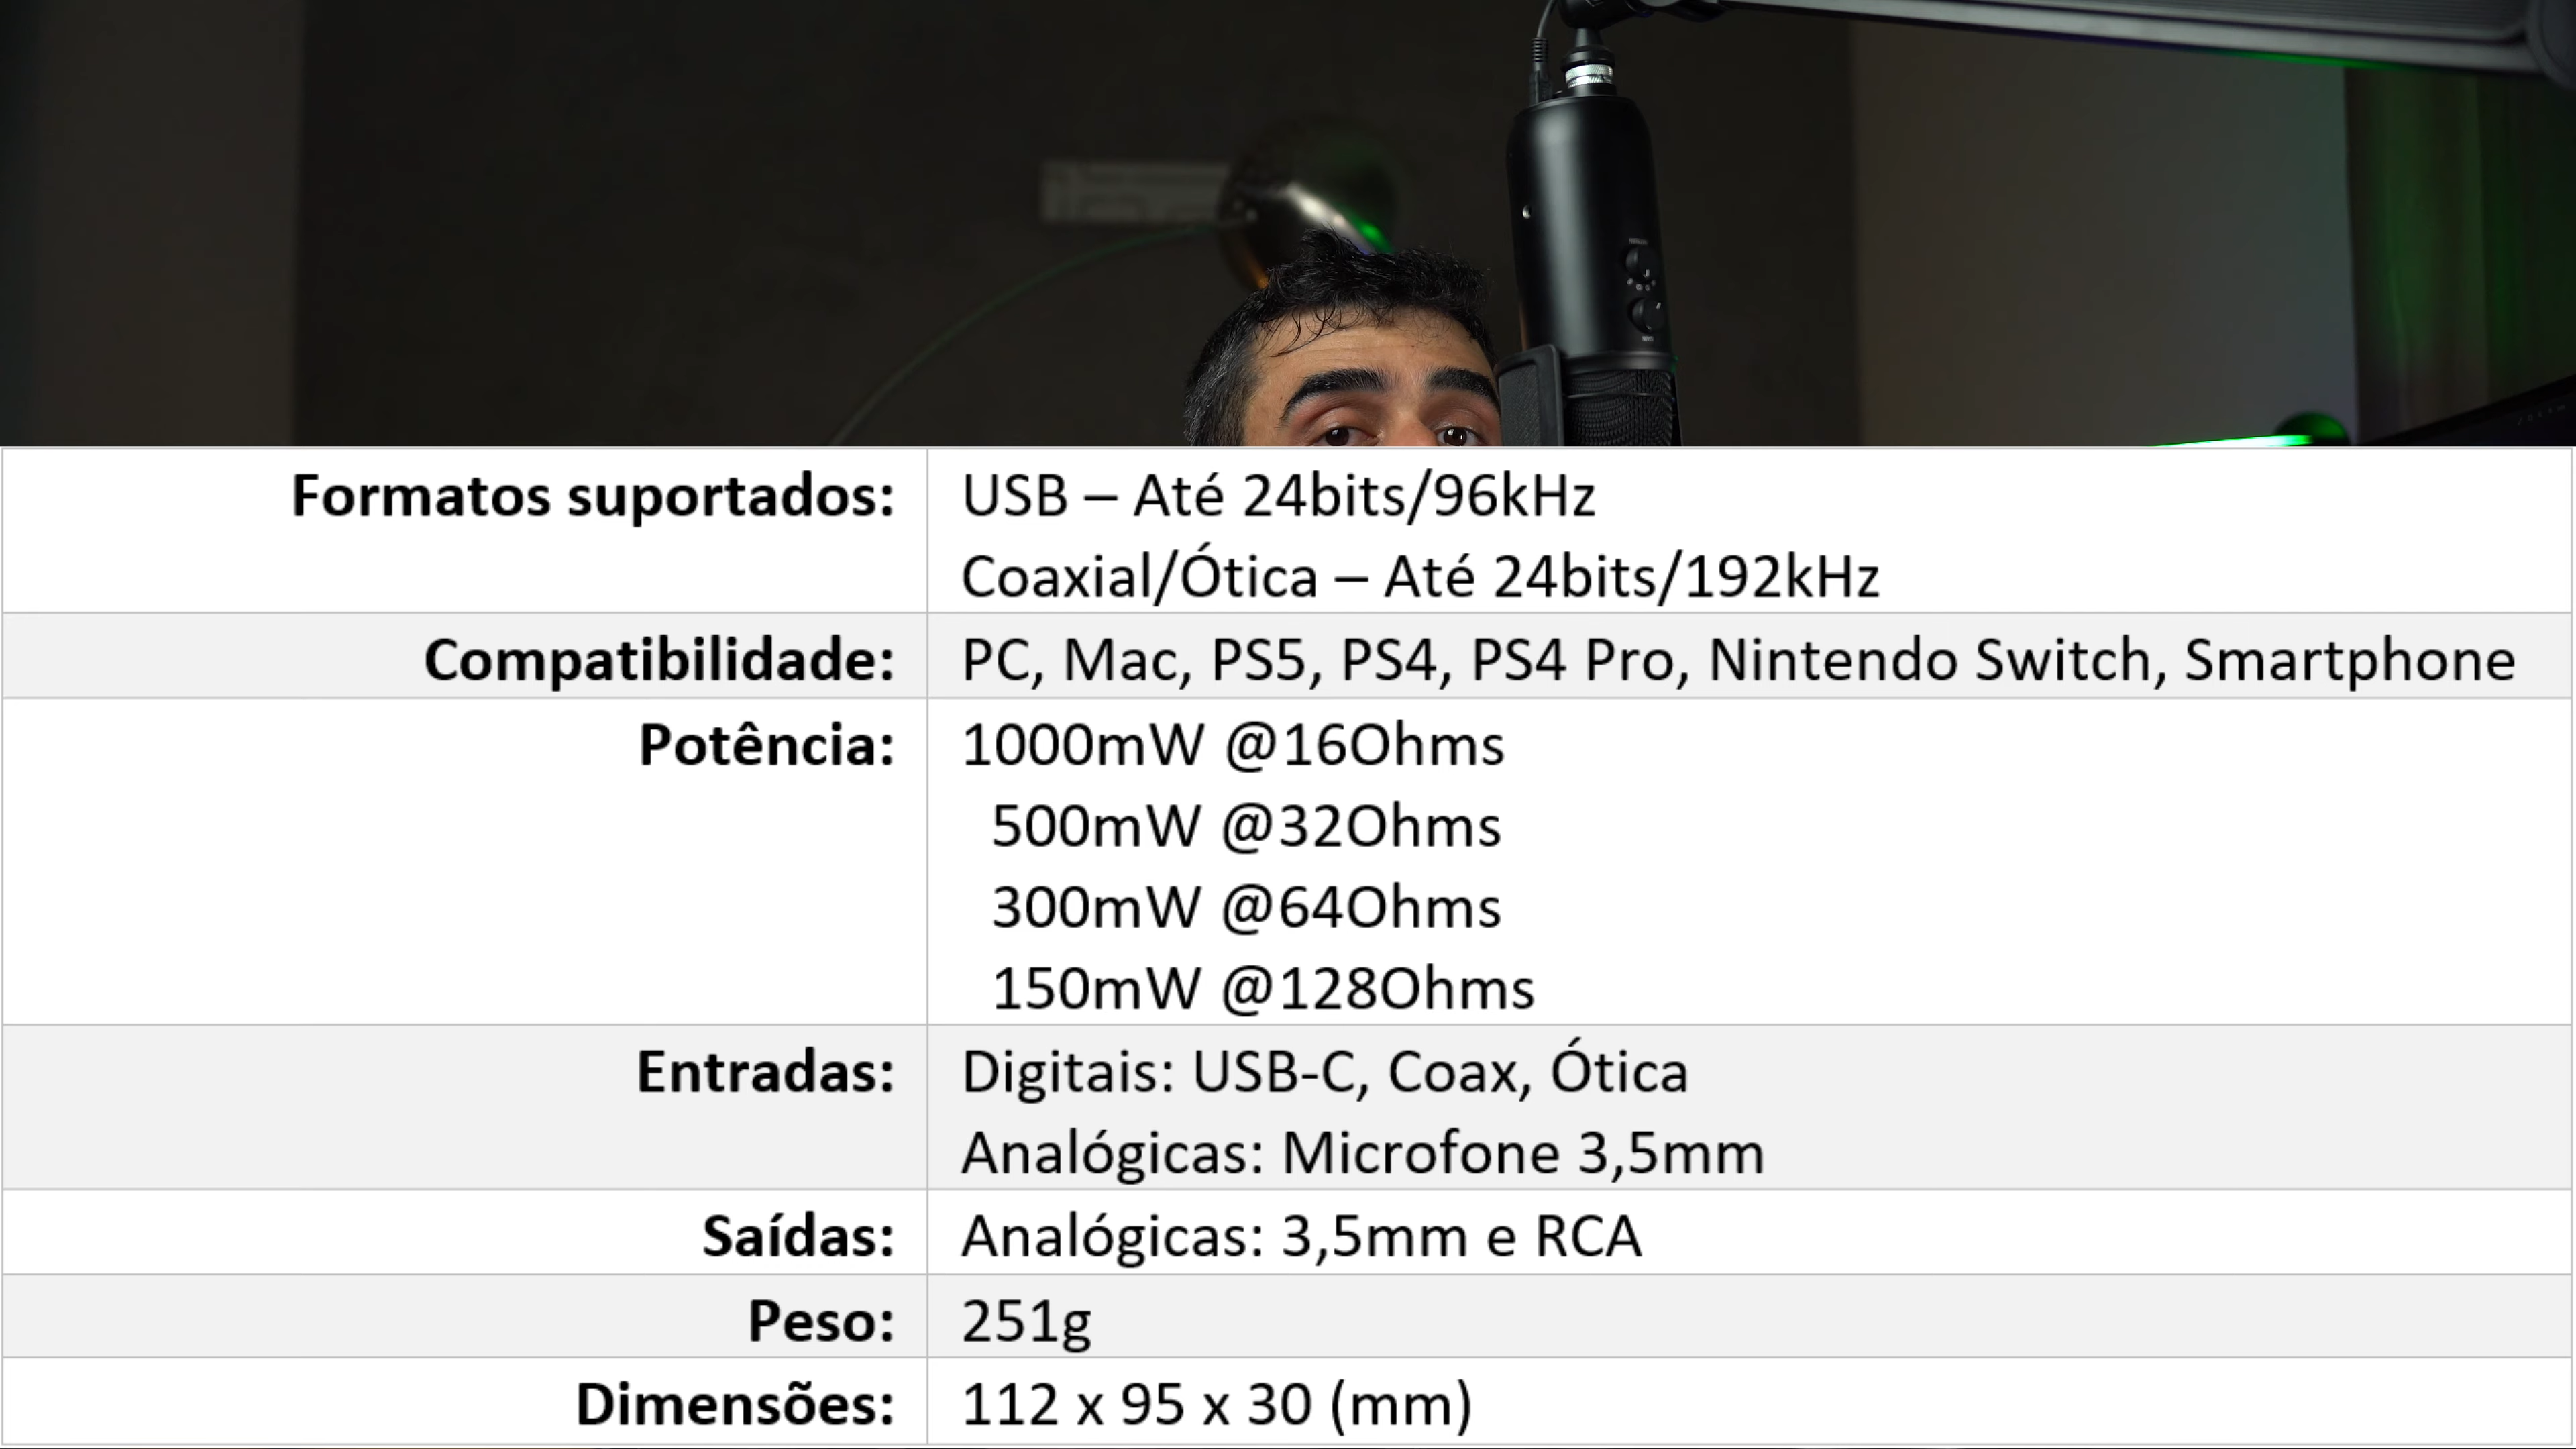 Formatos suportados: USB – Até 24bits/96kHz
Coaxial/Ótica – Até 24bits/192kHz
Compatibilidade: PC, Mac, PS5, PS4, PS4 Pro, Nintendo Switch, Smartphone
Potência: 1000mW @16Ohms
500mW @32Ohms
300mW @64Ohms
150mW @128Ohms
Entradas: Digitais: USB-C, Coax, Ótica
Analógicas: Microfone 3,5mm
Saídas: Analógicas: 3,5mm e RCA
Peso: 251g
Dimensões: 112 x 95 x 30 (mm)